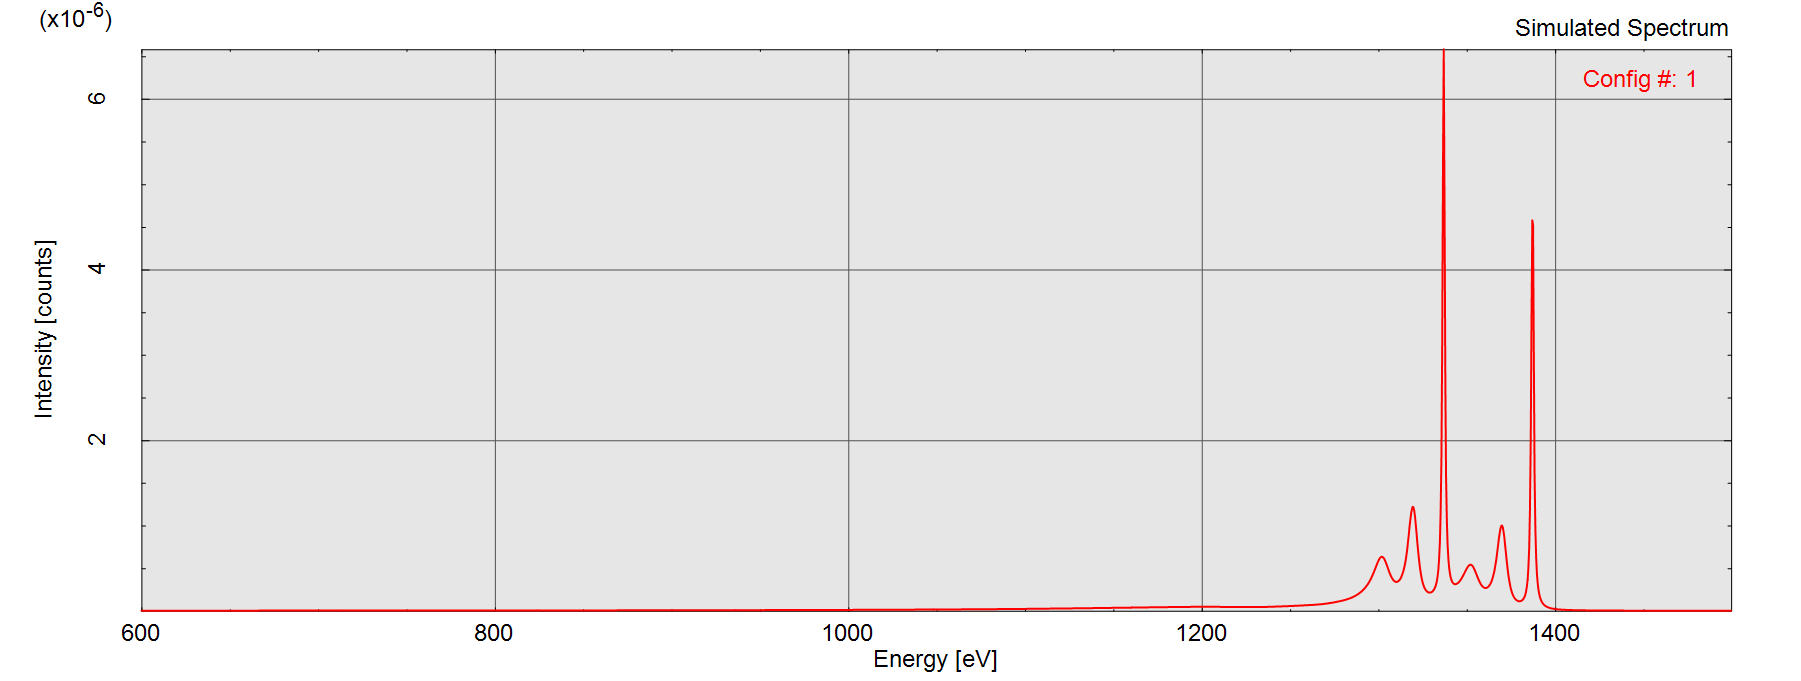 (x10-6)
Simulated Spectrum
Config #: 1
6
4
2
Intensity [counts]
600 800 1000 1200 1400
Energy [eV]